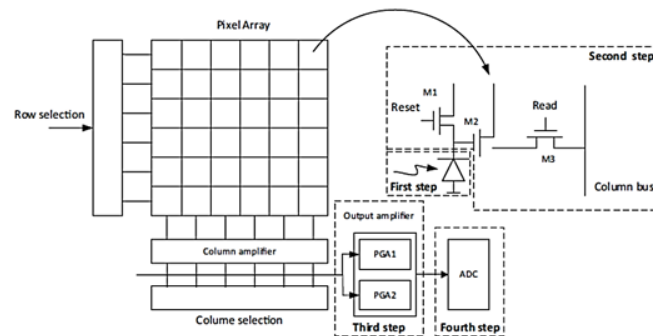 Pixel Array
Second step
M1
Reset
M2
Read
Row selection
M3
First step
Column bus
Output amplifier
Column amplifier
PGA1
ADC
PGA2
Colume selection
Third step
Fourth step